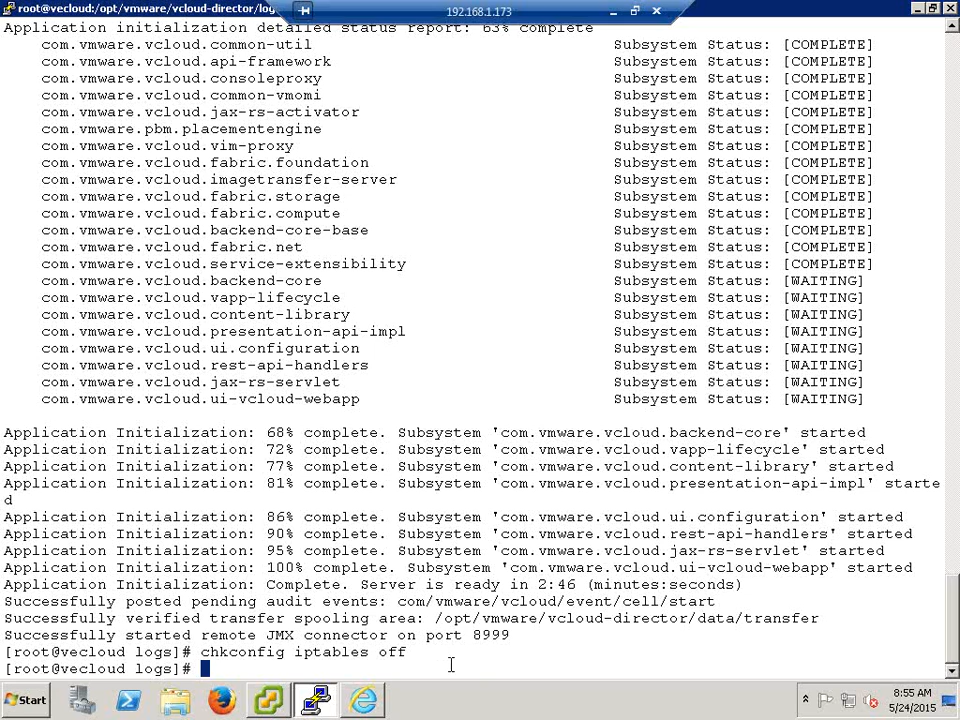 root@vecloud:/opt/vmware/vcloud-director/log
192.168.1.173
Application initialization detailed status report: 63% complete
com.vmware.vcloud.common-util Subsystem Status: [COMPLETE]
com.vmware.vcloud.api-framework Subsystem Status: [COMPLETE]
com.vmware.vcloud.consoleproxy Subsystem Status: [COMPLETE]
com.vmware.vcloud.common-vmomi Subsystem Status: [COMPLETE]
com.vmware.vcloud.jax-rs-activator Subsystem Status: [COMPLETE]
com.vmware.pbm.placementengine Subsystem Status: [COMPLETE]
com.vmware.vcloud.vim-proxy Subsystem Status: [COMPLETE]
com.vmware.vcloud.fabric.foundation Subsystem Status: [COMPLETE]
com.vmware.vcloud.imagetransfer-server Subsystem Status: [COMPLETE]
com.vmware.vcloud.fabric.storage Subsystem Status: [COMPLETE]
com.vmware.vcloud.fabric.compute Subsystem Status: [COMPLETE]
com.vmware.vcloud.backend-core-base Subsystem Status: [COMPLETE]
com.vmware.vcloud.fabric.net Subsystem Status: [COMPLETE]
com.vmware.vcloud.service-extensibility Subsystem Status: [COMPLETE]
com.vmware.vcloud.backend-core Subsystem Status: [WAITING]
com.vmware.vcloud.vapp-lifecycle Subsystem Status: [WAITING]
com.vmware.vcloud.content-library Subsystem Status: [WAITING]
com.vmware.vcloud.presentation-api-impl Subsystem Status: [WAITING]
com.vmware.vcloud.ui.configuration Subsystem Status: [WAITING]
com.vmware.vcloud.rest-api-handlers Subsystem Status: [WAITING]
com.vmware.vcloud.jax-rs-servlet Subsystem Status: [WAITING]
com.vmware.vcloud.ui-vcloud-webapp Subsystem Status: [WAITING]
Application Initialization: 68% complete. Subsystem 'com.vmware.vcloud.backend-core' started
Application Initialization: 72% complete. Subsystem 'com.vmware.vcloud.vapp-lifecycle' started
Application Initialization: 77% complete. Subsystem 'com.vmware.vcloud.content-library' started
Application Initialization: 81% complete. Subsystem 'com.vmware.vcloud.presentation-api-impl' starte
d
Application Initialization: 86% complete. Subsystem 'com.vmware.vcloud.ui.configuration' started
Application Initialization: 90% complete. Subsystem 'com.vmware.vcloud.rest-api-handlers' started
Application Initialization: 95% complete. Subsystem 'com.vmware.vcloud.jax-rs-servlet' started
Application Initialization: 100% complete. Subsystem 'com.vmware.vcloud.ui-vcloud-webapp' started
Application Initialization: Complete. Server is ready in 2:46 (minutes:seconds)
Successfully posted pending audit events: com/vmware/vcloud/event/cell/start
Successfully verified transfer spooling area: /opt/vmware/vcloud-director/data/transfer
Successfully started remote JMX connector on port 8999
[root@vecloud logs]# chkconfig iptables off
[root@vecloud logs]#
Start
8:55 AM
5/24/2015